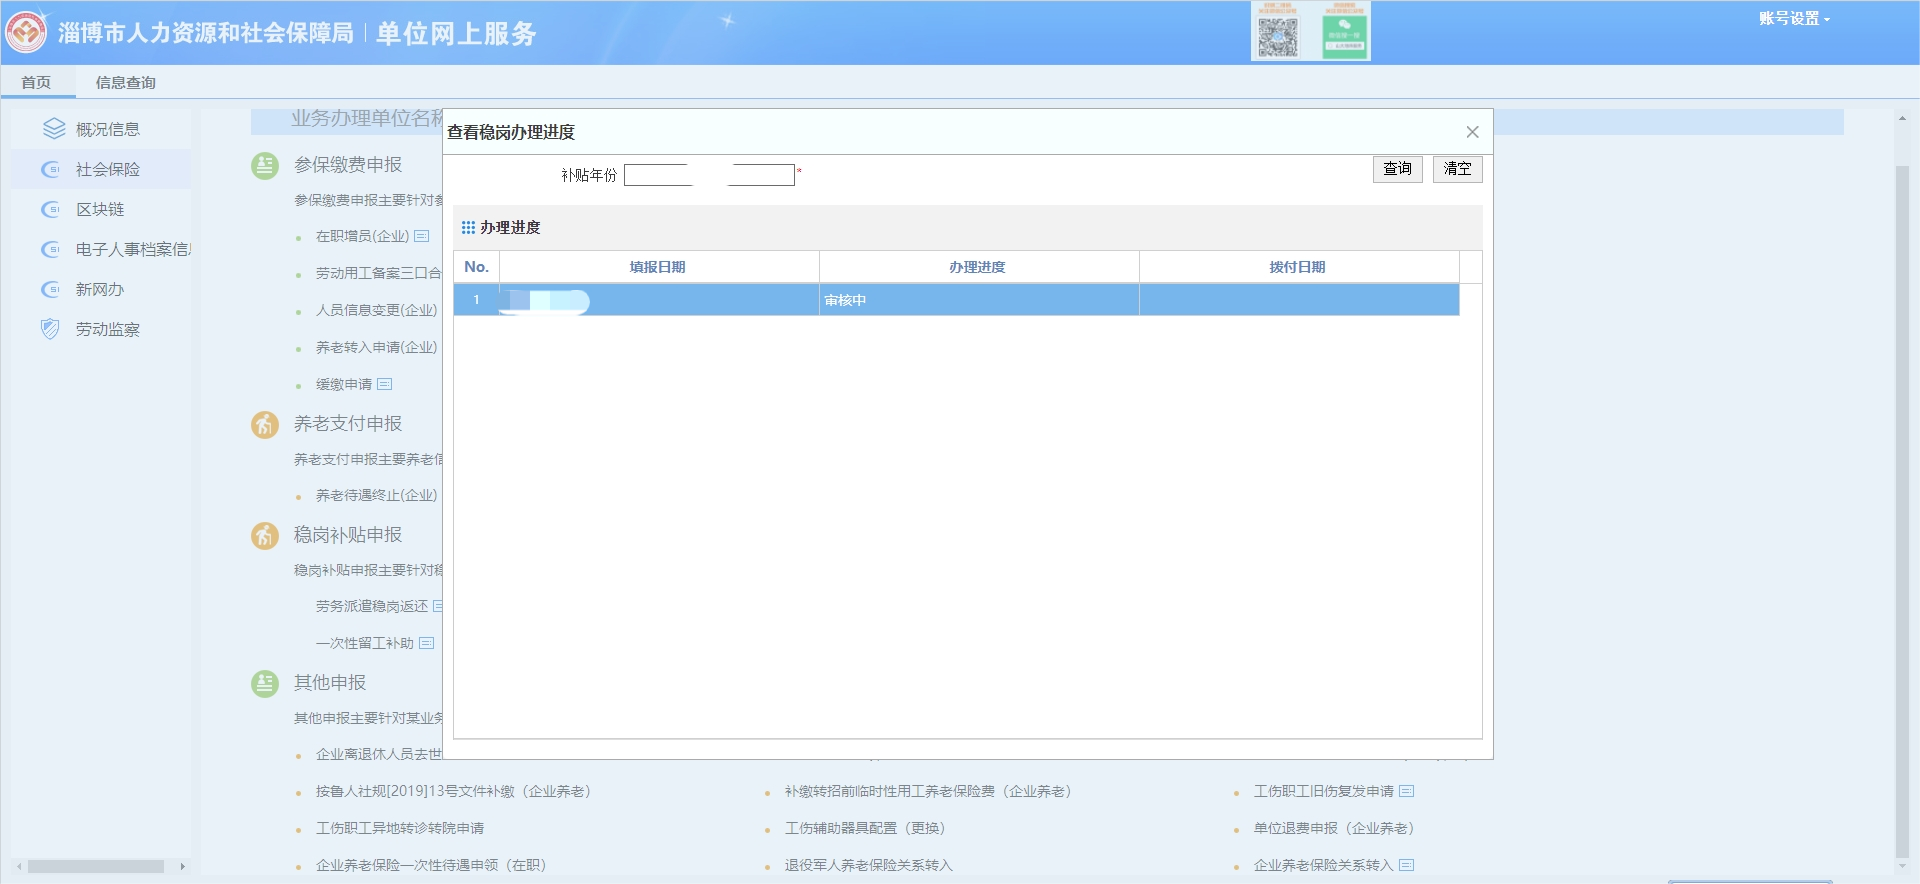 淄博市人力资源和社会保障局 | 单位网上服务
账号设置
首页 信息查询
概况信息
社会保险
区块链
电子人事档案信
新网办
劳动监察
业务办理单位名称
参保缴费申报
参保缴费申报主要针对参
在职增员(企业)
劳动用工备案三口合
人员信息变更(企业)
养老转入申请(企业)
缓缴申请
养老支付申报
养老支付申报主要养老信
养老待遇终止(企业)
稳岗补贴申报
稳岗补贴申报主要针对稳
劳务派遣稳岗返还
一次性留工补助
其他申报
其他申报主要针对某业务
企业离退休人员去世
按鲁人社规[2019]13号文件补缴（企业养老） 补缴转招前临时性用工养老保险费（企业养老） 工伤职工旧伤复发申请
工伤职工异地转诊转院申请 工伤辅助器具配置（更换） 单位退费申报（企业养老）
企业养老保险一次性待遇申领（在职） 退役军人养老保险关系转入 企业养老保险关系转入
查看稳岗办理进度
补贴年份 * 查询 清空
办理进度
No. 填报日期 办理进度 拨付日期
1 审核中